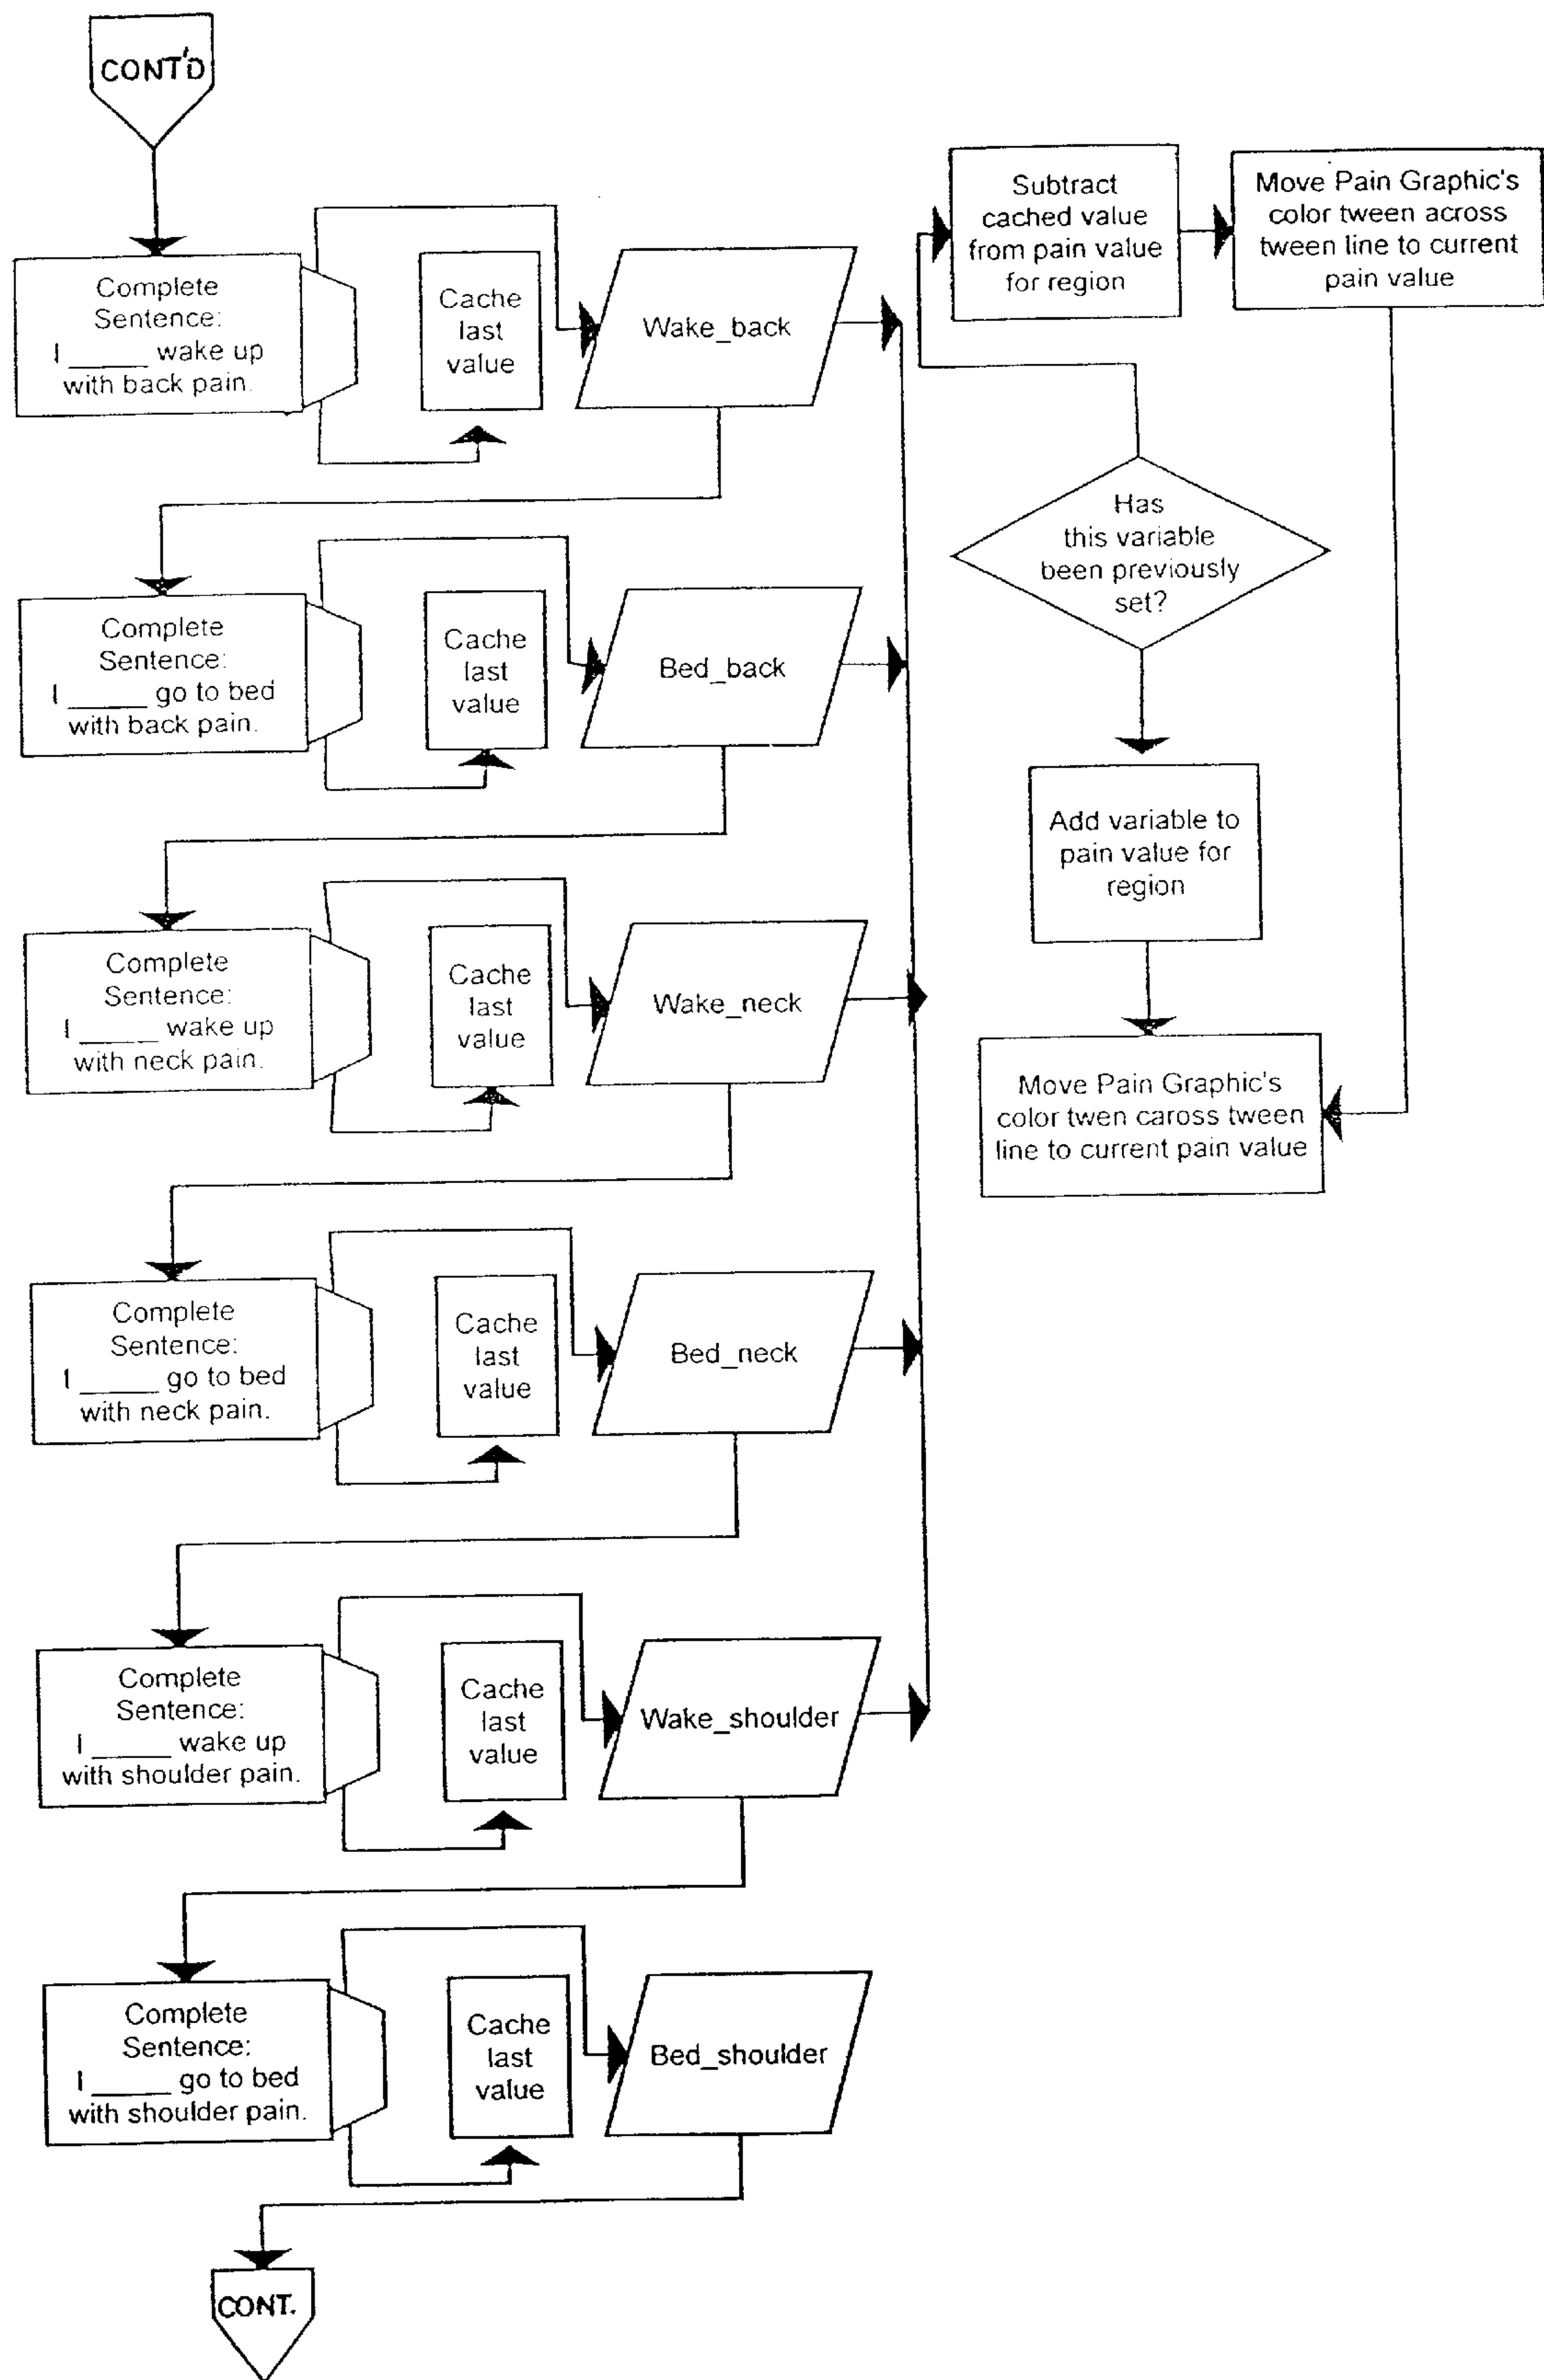 CONT'D
Complete
Sentence:
I _____ wake up
with back pain.
Cache
last
value
Wake_back
Subtract
cached value
from pain value
for region
Move Pain Graphic's
color tween across
tween line to current
pain value
Has
this variable
been previously
set?
Complete
Sentence:
I _____ go to bed
with back pain.
Cache
last
value
Bed_back
Add variable to
pain value for
region
Complete
Sentence:
I _____ wake up
with neck pain.
Cache
last
value
Wake_neck
Move Pain Graphic's
color twen caross tween
line to current pain value
Complete
Sentence:
I _____ go to bed
with neck pain.
Cache
last
value
Bed_neck
Complete
Sentence:
I _____ wake up
with shoulder pain.
Cache
last
value
Wake_shoulder
Complete
Sentence:
I _____ go to bed
with shoulder pain.
Cache
last
value
Bed_shoulder
CONT.